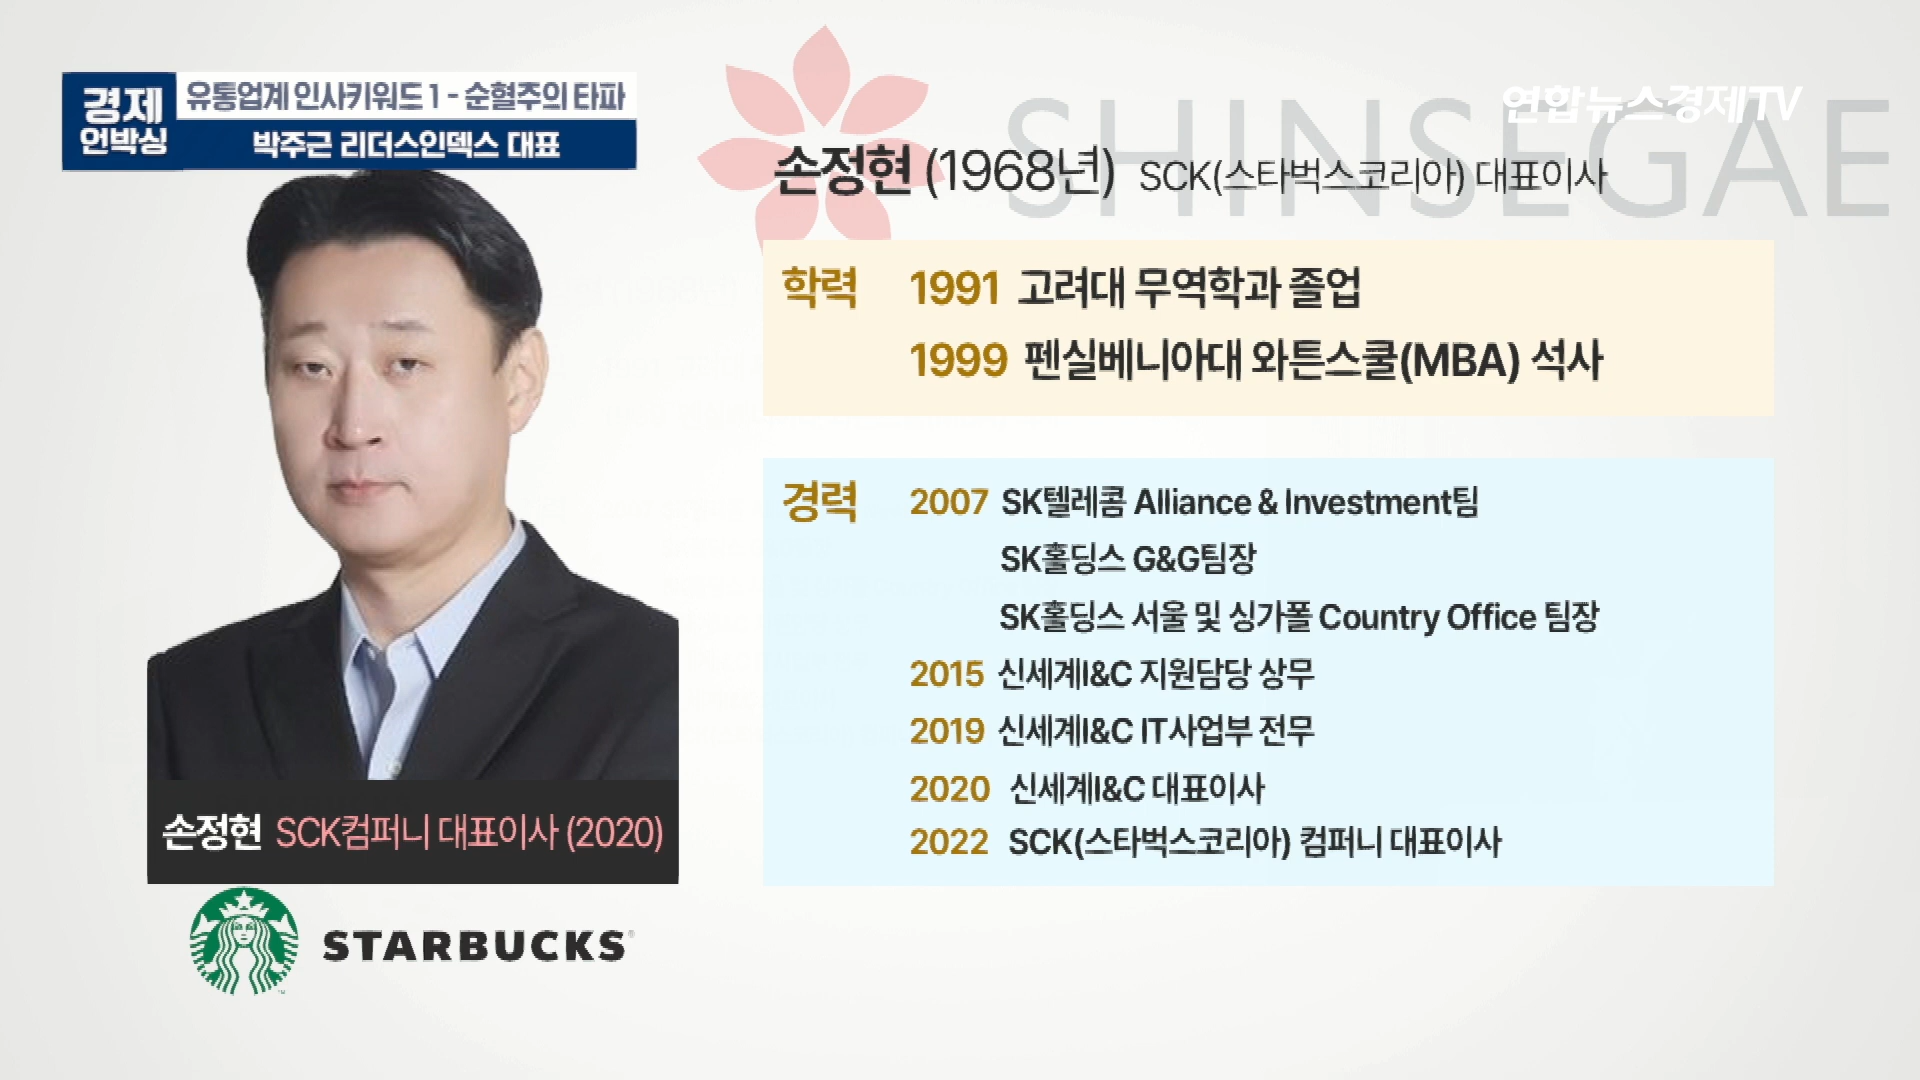 경제
언박싱
유통업계 인사키워드 1 - 순혈주의 타파
박주근 리더스인덱스 대표
연합뉴스경제TV
SHINSEGAE
손정현 (1968년) SCK(스타벅스코리아) 대표이사
학력 1991 고려대 무역학과 졸업
1999 펜실베니아대 와튼스쿨(MBA) 석사
경력 2007 SK텔레콤 Alliance & Investment팀
SK홀딩스 G&G팀장
SK홀딩스 서울 및 싱가폴 Country Office 팀장
2015 신세계I&C 지원담당 상무
2019 신세계I&C IT사업부 전무
2020 신세계I&C 대표이사
2022 SCK(스타벅스코리아) 컴퍼니 대표이사
손정현 SCK컴퍼니 대표이사 (2020)
STARBUCKS®